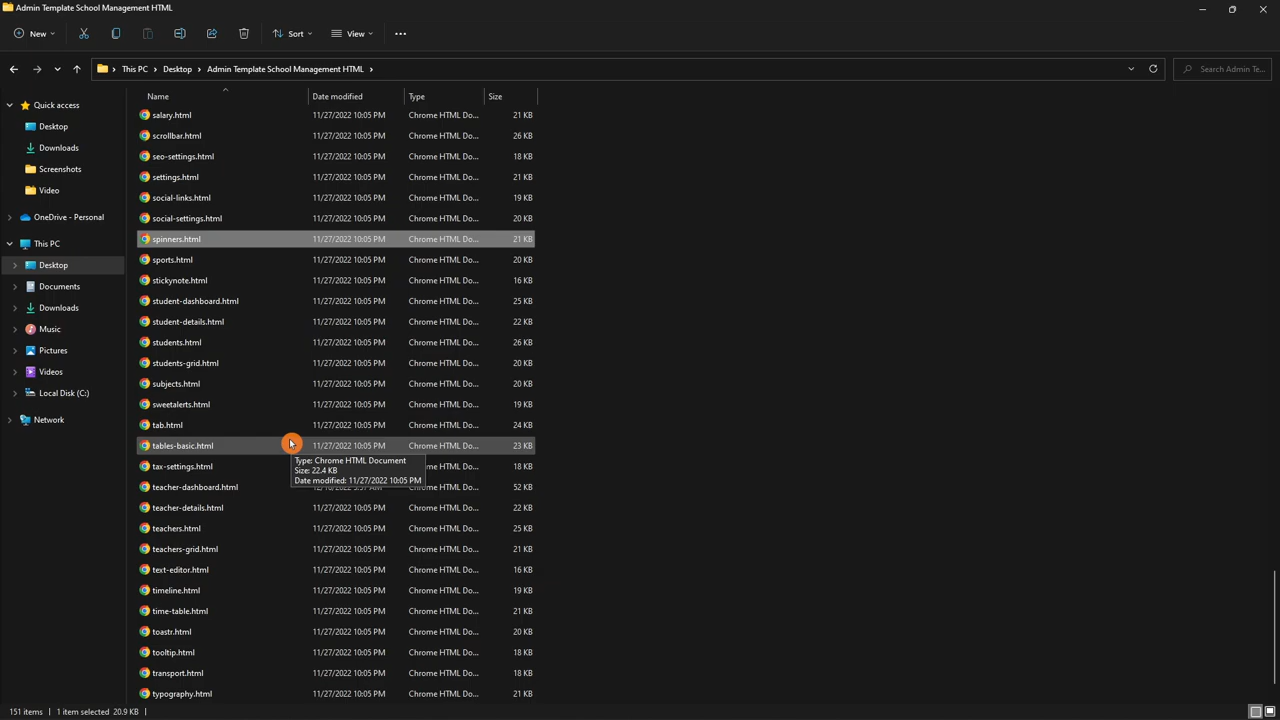 Admin Template School Management HTML
New
Sort
View
This PC > Desktop > Admin Template School Management HTML >
Search Admin Te...
Quick access
Desktop
Downloads
Screenshots
Video
OneDrive - Personal
This PC
Desktop
Documents
Downloads
Music
Pictures
Videos
Local Disk (C:)
Network
Name Date modified Type Size
salary.html 11/27/2022 10:05 PM Chrome HTML Do... 21 KB
scrollbar.html 11/27/2022 10:05 PM Chrome HTML Do... 26 KB
seo-settings.html 11/27/2022 10:05 PM Chrome HTML Do... 18 KB
settings.html 11/27/2022 10:05 PM Chrome HTML Do... 21 KB
social-links.html 11/27/2022 10:05 PM Chrome HTML Do... 19 KB
social-settings.html 11/27/2022 10:05 PM Chrome HTML Do... 20 KB
spinners.html 11/27/2022 10:05 PM Chrome HTML Do... 21 KB
sports.html 11/27/2022 10:05 PM Chrome HTML Do... 20 KB
stickynote.html 11/27/2022 10:05 PM Chrome HTML Do... 16 KB
student-dashboard.html 11/27/2022 10:05 PM Chrome HTML Do... 25 KB
student-details.html 11/27/2022 10:05 PM Chrome HTML Do... 22 KB
students.html 11/27/2022 10:05 PM Chrome HTML Do... 26 KB
students-grid.html 11/27/2022 10:05 PM Chrome HTML Do... 20 KB
subjects.html 11/27/2022 10:05 PM Chrome HTML Do... 20 KB
sweetalerts.html 11/27/2022 10:05 PM Chrome HTML Do... 19 KB
tab.html 11/27/2022 10:05 PM Chrome HTML Do... 24 KB
tables-basic.html 11/27/2022 10:05 PM Chrome HTML Do... 23 KB
Type: Chrome HTML Document
Size: 22.4 KB
Date modified: 11/27/2022 10:05 PM
tax-settings.html ML Do... 18 KB
teacher-dashboard.html ML Do... 52 KB
teacher-details.html 11/27/2022 10:05 PM Chrome HTML Do... 22 KB
teachers.html 11/27/2022 10:05 PM Chrome HTML Do... 25 KB
teachers-grid.html 11/27/2022 10:05 PM Chrome HTML Do... 21 KB
text-editor.html 11/27/2022 10:05 PM Chrome HTML Do... 16 KB
timeline.html 11/27/2022 10:05 PM Chrome HTML Do... 19 KB
time-table.html 11/27/2022 10:05 PM Chrome HTML Do... 21 KB
toastr.html 11/27/2022 10:05 PM Chrome HTML Do... 20 KB
tooltip.html 11/27/2022 10:05 PM Chrome HTML Do... 18 KB
transport.html 11/27/2022 10:05 PM Chrome HTML Do... 18 KB
typography.html 11/27/2022 10:05 PM Chrome HTML Do... 21 KB
151 items 1 item selected 20.9 KB